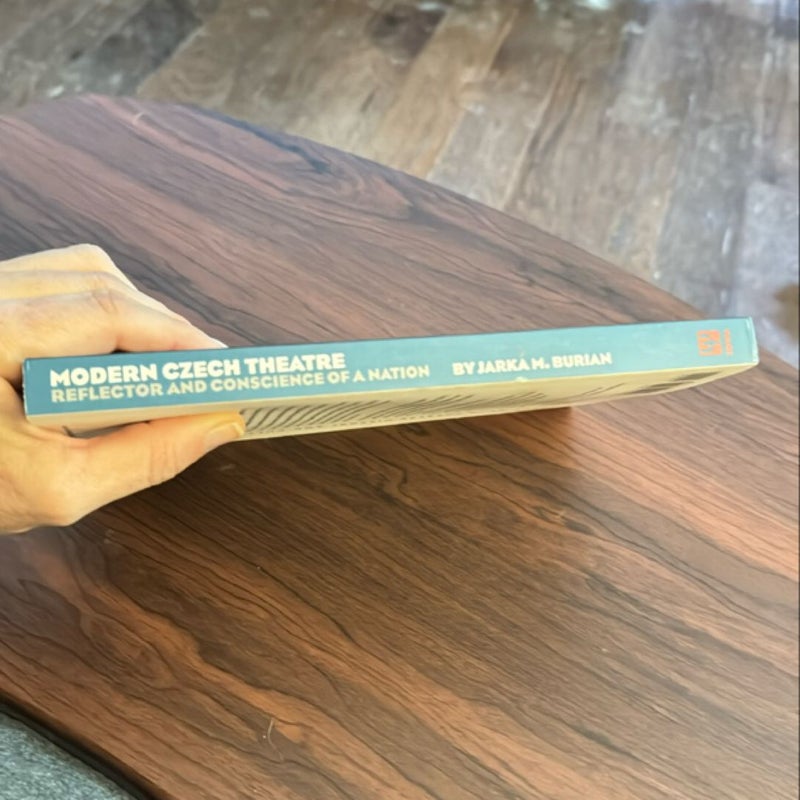 MODERN CZECH THEATRE
REFLECTOR AND CONSCIENCE OF A NATION
BY JARKA M. BURIAN